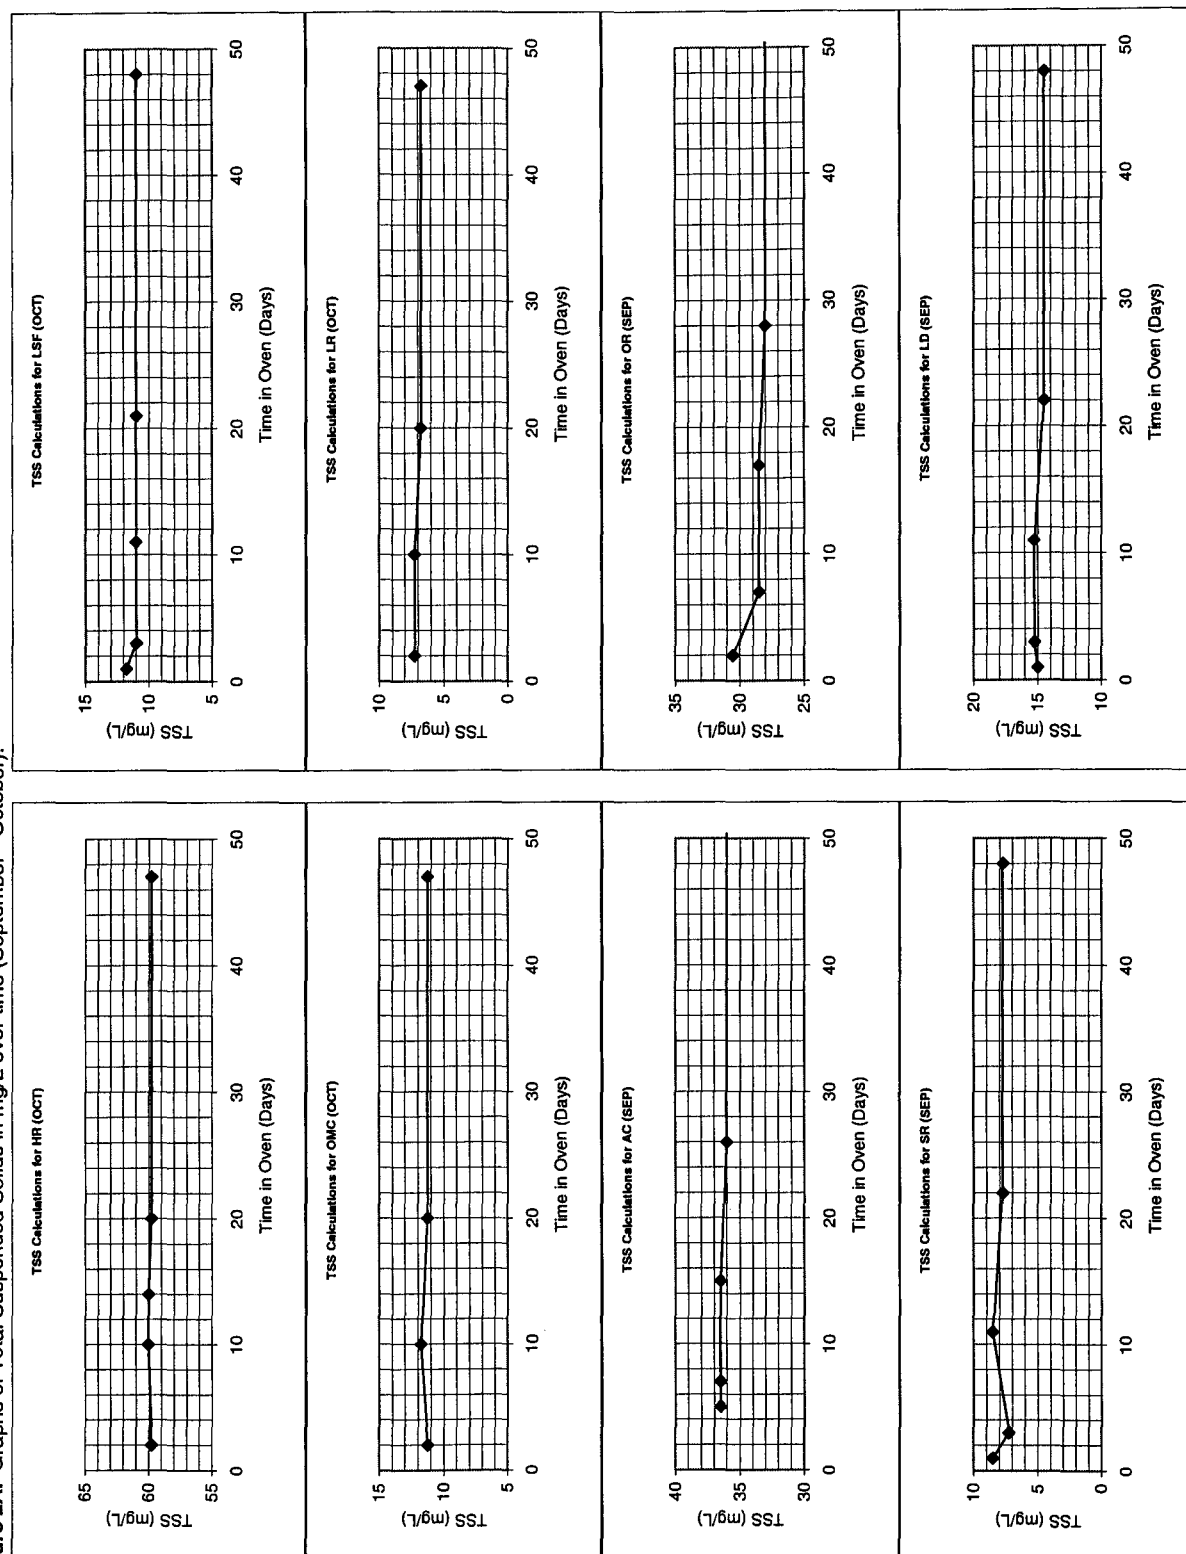 Graphs of Total Suspended Solids in mg/L over time (September - October).
TSS Calculations for HR (OCT)
TSS (mg/L)
65
60
55
0 10 20 30 40 50
Time in Oven (Days)
TSS Calculations for LSF (OCT)
TSS (mg/L)
15
10
5
0 10 20 30 40 50
Time in Oven (Days)
TSS Calculations for OMC (OCT)
TSS (mg/L)
15
10
5
0 10 20 30 40 50
Time in Oven (Days)
TSS Calculations for LR (OCT)
TSS (mg/L)
10
5
0
0 10 20 30 40 50
Time in Oven (Days)
TSS Calculations for AC (SEP)
TSS (mg/L)
40
35
30
0 10 20 30 40 50
Time in Oven (Days)
TSS Calculations for OR (SEP)
TSS (mg/L)
35
30
25
0 10 20 30 40 50
Time in Oven (Days)
TSS Calculations for SR (SEP)
TSS (mg/L)
10
5
0
0 10 20 30 40 50
Time in Oven (Days)
TSS Calculations for LD (SEP)
TSS (mg/L)
20
15
10
0 10 20 30 40 50
Time in Oven (Days)